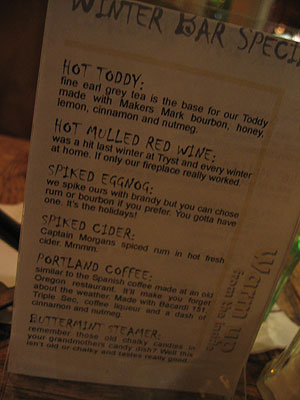 WINTER BAR SPECI
HOT TODDY:
fine earl grey tea is the base for our Toddy
made with Makers Mark bourbon, honey,
lemon, cinnamon and nutmeg.
HOT MULLED RED WINE:
was a hit last winter at Tryst and every winter
at home. If only our fireplace really worked.
SPIKED EGGNOG:
we spike ours with brandy but you can chose
rum or bourbon if you prefer. You gotta have
one. It's the holidays!
SPIKED CIDER:
Captain Morgans spiced rum in hot fresh
cider. Mmmm.
PORTLAND COFFEE:
similar to the Spanish coffee made at an old
Oregon restaurant. it'll make you forget
about the weather. Made with Bacardi 151,
Triple Sec, coffee liqueur and a dash of
cinnamon and nutmeg.
BUTTERMINT STEAMER:
remember those old chalky candies in
your grandmothers candy dish? Well this
isn't old or chalky and tastes really good
Warm up
from the inside